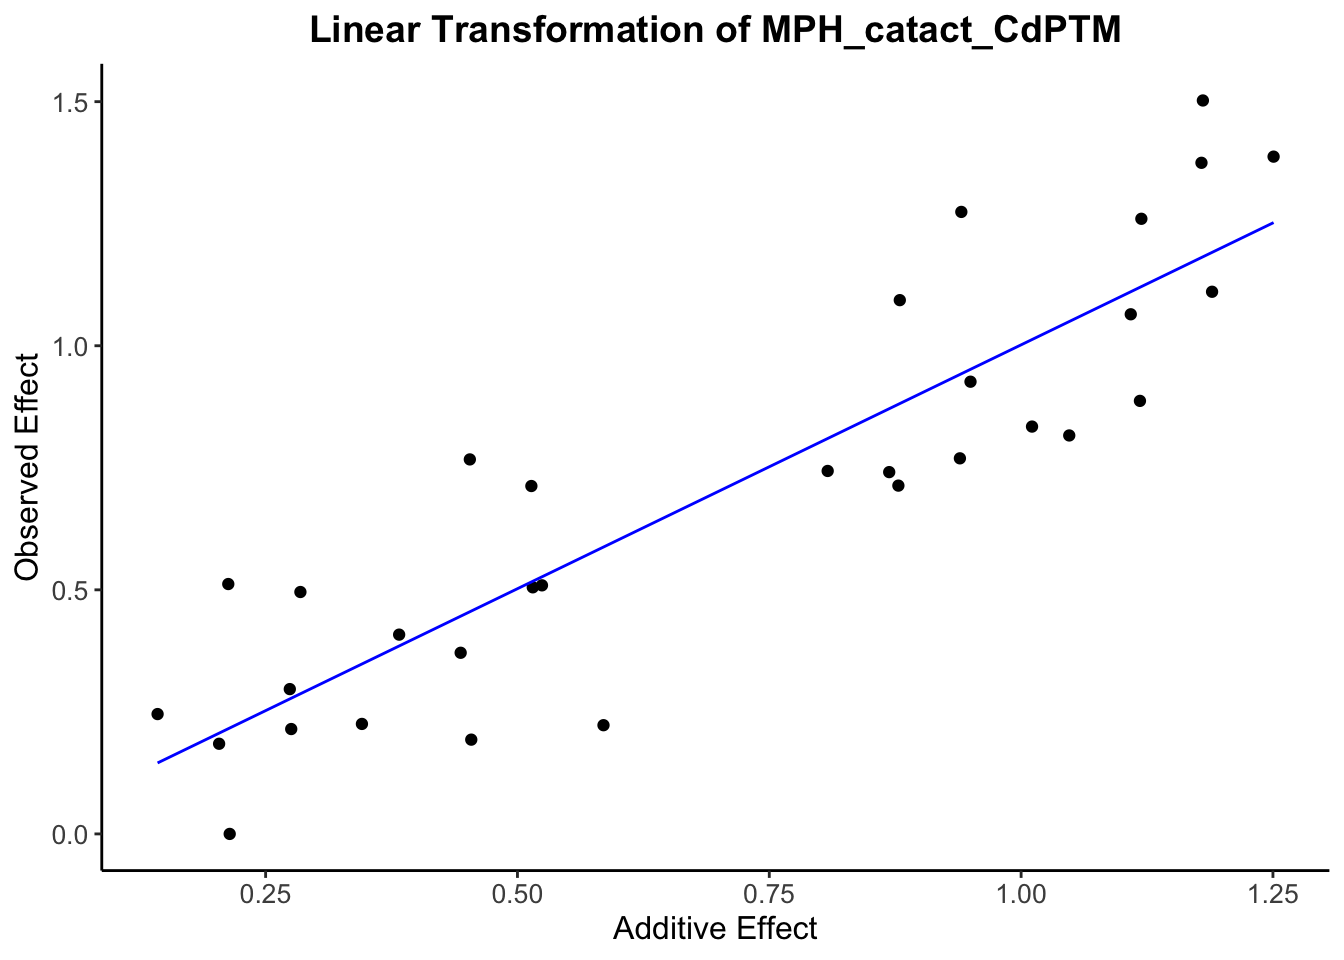 Linear Transformation of MPH_catact_CdPTM
1.5
1.0
0.5
0.0
Observed Effect
0.25 0.50 0.75 1.00 1.25
Additive Effect